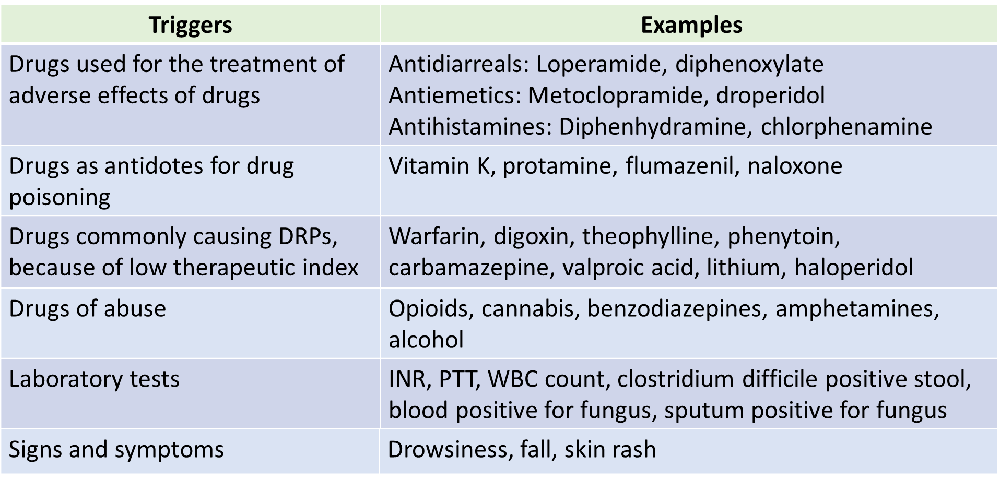 Triggers
Examples
Drugs used for the treatment of
adverse effects of drugs
Antidiarreals: Loperamide, diphenoxylate
Antiemetics: Metoclopramide, droperidol
Antihistamines: Diphenhydramine, chlorphenamine
Drugs as antidotes for drug
poisoning
Vitamin K, protamine, flumazenil, naloxone
Drugs commonly causing DRPs,
because of low therapeutic index
Warfarin, digoxin, theophylline, phenytoin,
carbamazepine, valproic acid, lithium, haloperidol
Drugs of abuse
Opioids, cannabis, benzodiazepines, amphetamines,
alcohol
Laboratory tests
INR, PTT, WBC count, clostridium difficile positive stool,
blood positive for fungus, sputum positive for fungus
Signs and symptoms
Drowsiness, fall, skin rash